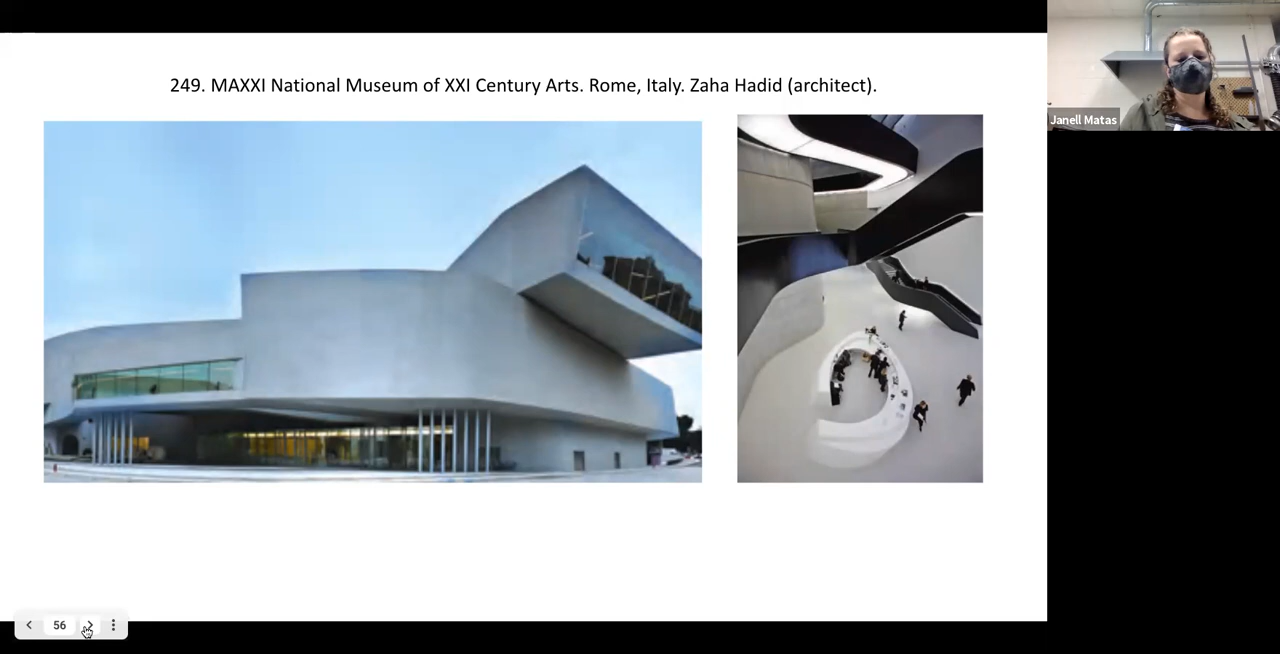 249. MAXXI National Museum of XXI Century Arts. Rome, Italy. Zaha Hadid (architect).
Janell Matas
56